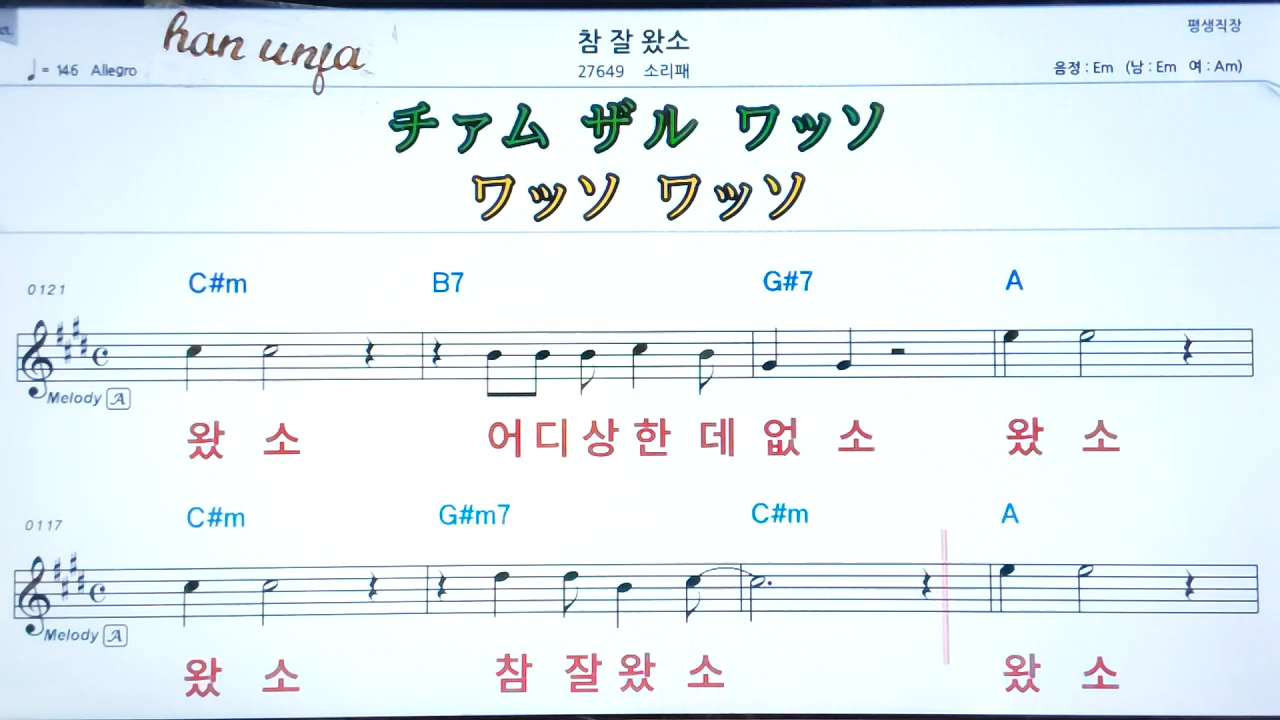 han unfa
참 잘 왔소
평생직장
♩= 146 Allegro
27649 소리패
음정 : Em (남 : Em 여 : Am)
チァム ザル ワッソ
ワッソ ワッソ
0121 C#m B7 G#7 A
Melody A
왔 소 어 디 상 한 데 없 소 왔 소
0117 C#m G#m7 C#m A
Melody A
왔 소 참 잘 왔 소 왔 소